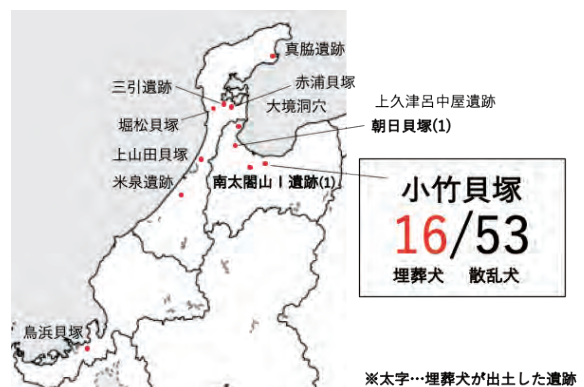 真脇遺跡
三引遺跡
赤浦貝塚
大境洞穴
堀松貝塚
上久津呂中屋遺跡
朝日貝塚(1)
上山田貝塚
米泉遺跡
南太閤山Ⅰ遺跡(1)
小竹貝塚
16/53
埋葬犬 散乱犬
鳥浜貝塚
※太字…埋葬犬が出土した遺跡